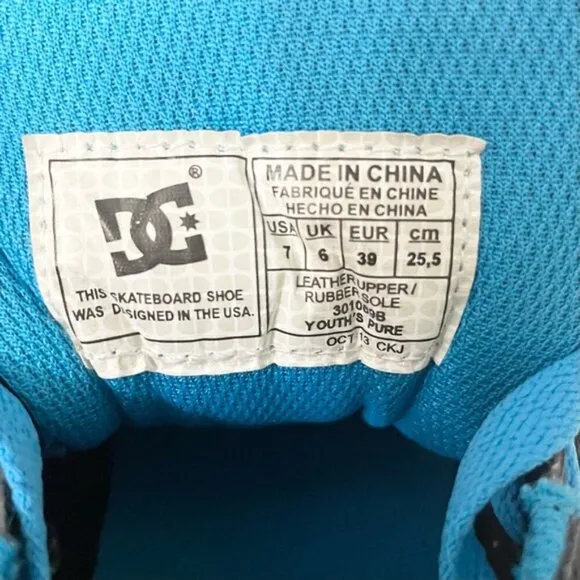 DC
®
THIS SKATEBOARD SHOE
WAS DESIGNED IN THE USA.
MADE IN CHINA
FABRIQUÉ EN CHINE
HECHO EN CHINA
USA UK EUR cm
7 6 39 25,5
LEATHER UPPER/
RUBBER SOLE
YOUTH'S PURE
OCT 13 CKJ